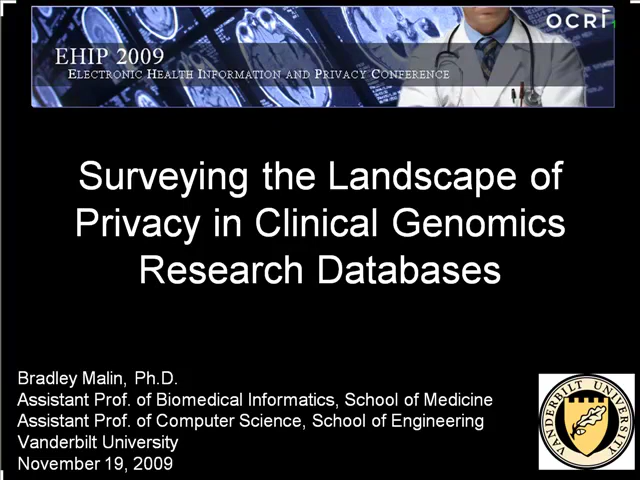 OCRi
EHIP 2009
ELECTRONIC HEALTH INFORMATION AND PRIVACY CONFERENCE
Surveying the Landscape of
Privacy in Clinical Genomics
Research Databases
Bradley Malin, Ph.D.
Assistant Prof. of Biomedical Informatics, School of Medicine
Assistant Prof. of Computer Science, School of Engineering
Vanderbilt University
November 19, 2009
VANDERBILT UNIVERSITY